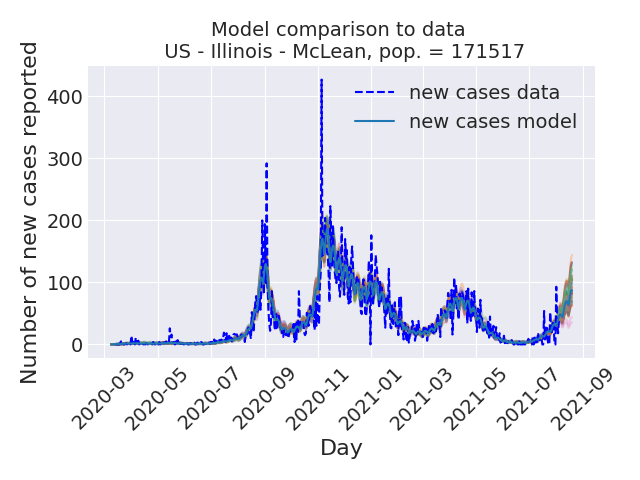 Model comparison to data
US - Illinois - McLean, pop. = 171517
Number of new cases reported
400
300
200
100
0
new cases data
new cases model
2020-03
2020-05
2020-07
2020-09
2020-11
2021-01
2021-03
2021-05
2021-07
2021-09
Day